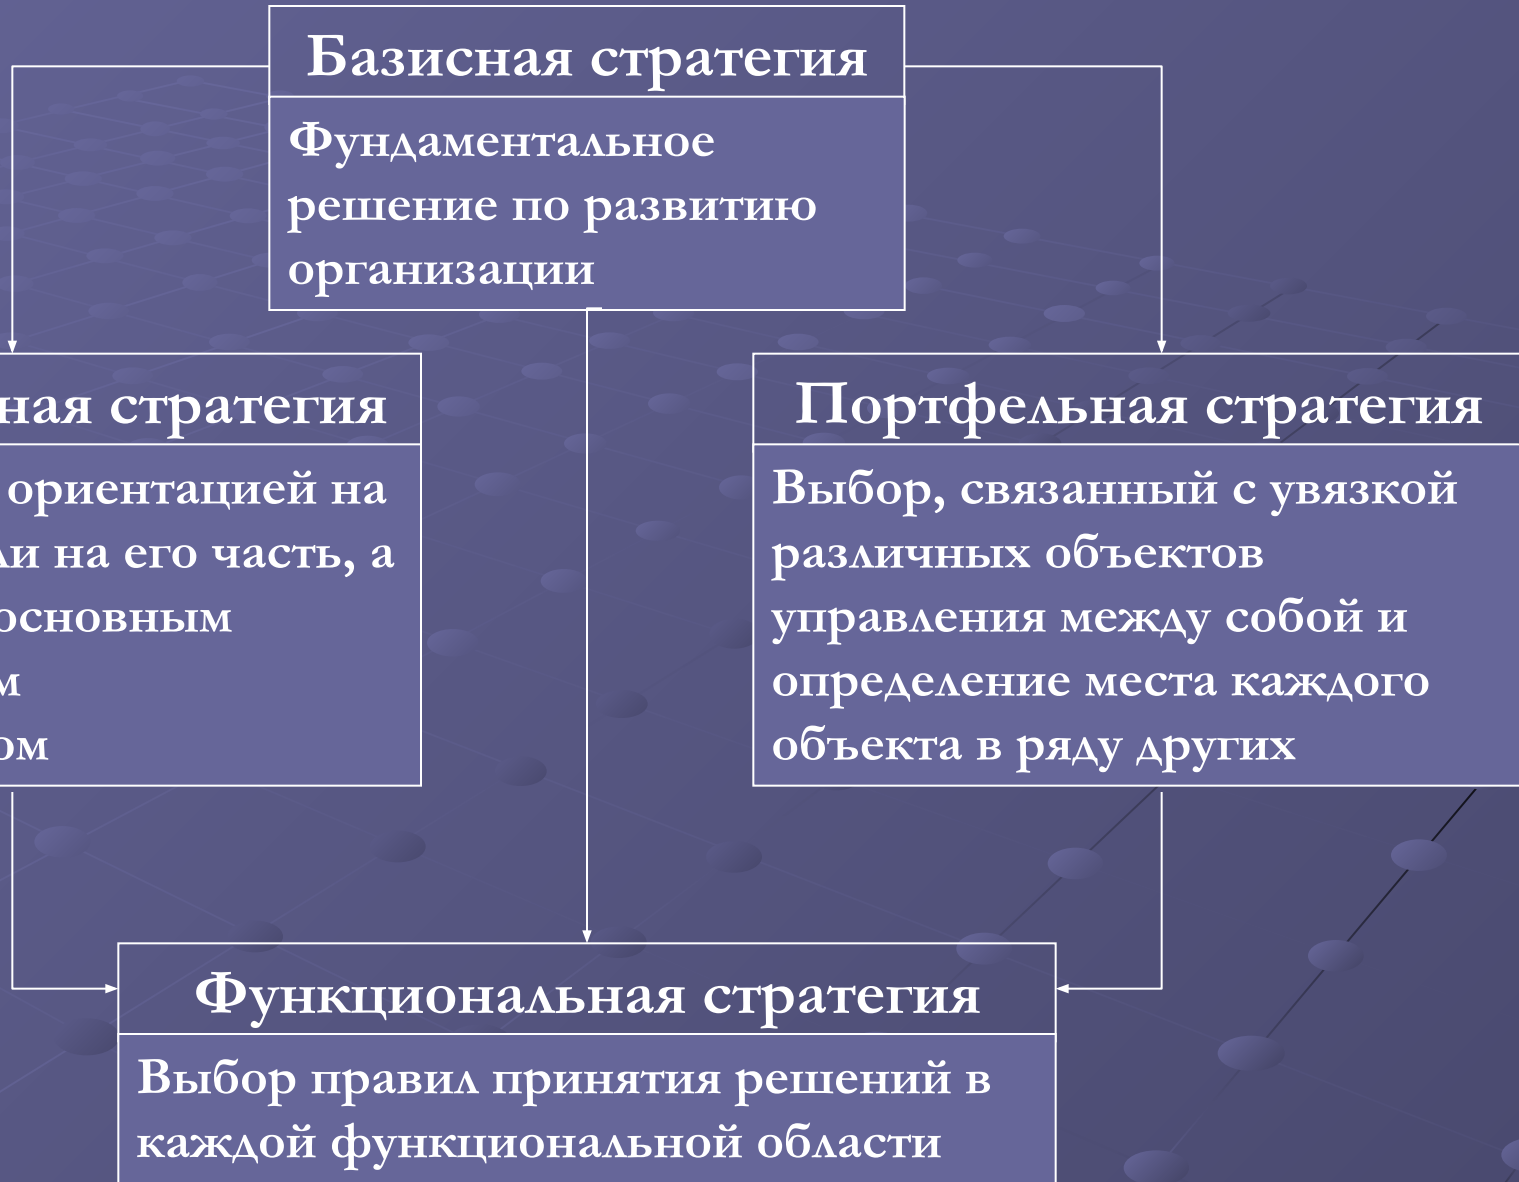 Базисная стратегия
Фундаментальное
решение по развитию
организации
стратегия
ориентацией на
на его часть, а
основным
Портфельная стратегия
Выбор, связанный с увязкой
различных объектов
управления между собой и
определение места каждого
объекта в ряду других
Функциональная стратегия
Выбор правил принятия решений в
каждой функциональной области